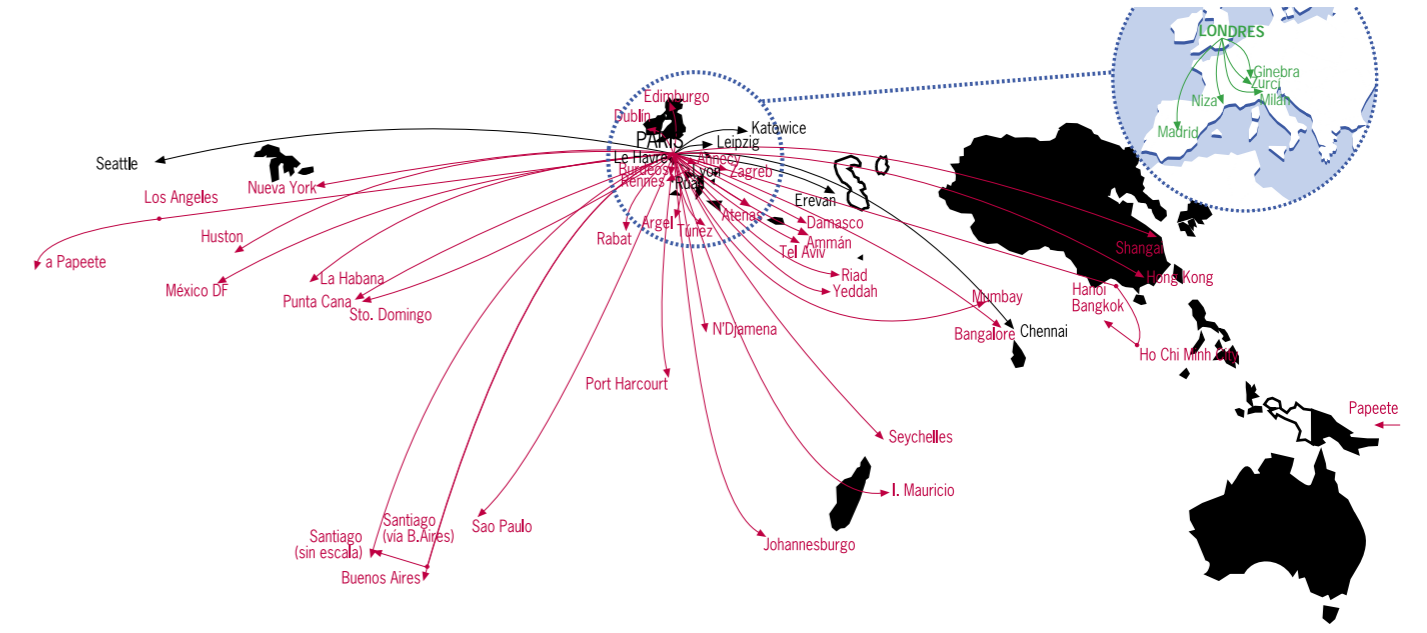 LONDRES
Ginebra
Zurci
Niza
Milán
Madrid
Edimburgo
Dublín
PARIS
Katowice
Leipzig
Le Havre
Annecy
Burdeos
Lyon
Zagreb
Rennes
Seattle
Los Angeles
Nueva York
Erevan
Atenas
Damasco
Argel
Túnez
Rabat
Ammán
Tel Aviv
Huston
a Papeete
México DF
La Habana
Punta Cana
Sto. Domingo
Riad
Yeddah
Shangai
Hong Kong
Hanoi
Bangkok
Mumbay
Bangalore
Chennai
Ho Chi Minh City
N'Djamena
Port Harcourt
Papeete
Seychelles
I. Mauricio
Johannesburgo
Sao Paulo
Santiago
(vía B.Aires)
Santiago
(sin escala)
Buenos Aires